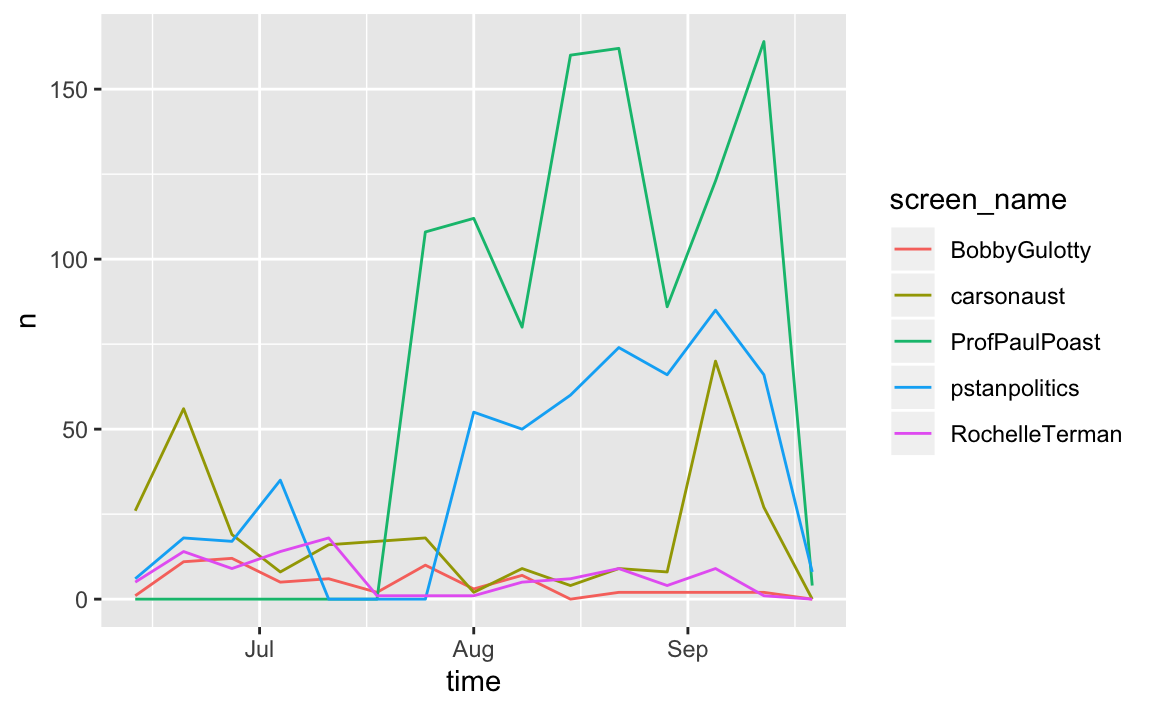 n
150
100
50
0
Jul Aug Sep
time
screen_name
BobbyGulotty
carsonaust
ProfPaulPoast
pstanpolitics
RochelleTerman